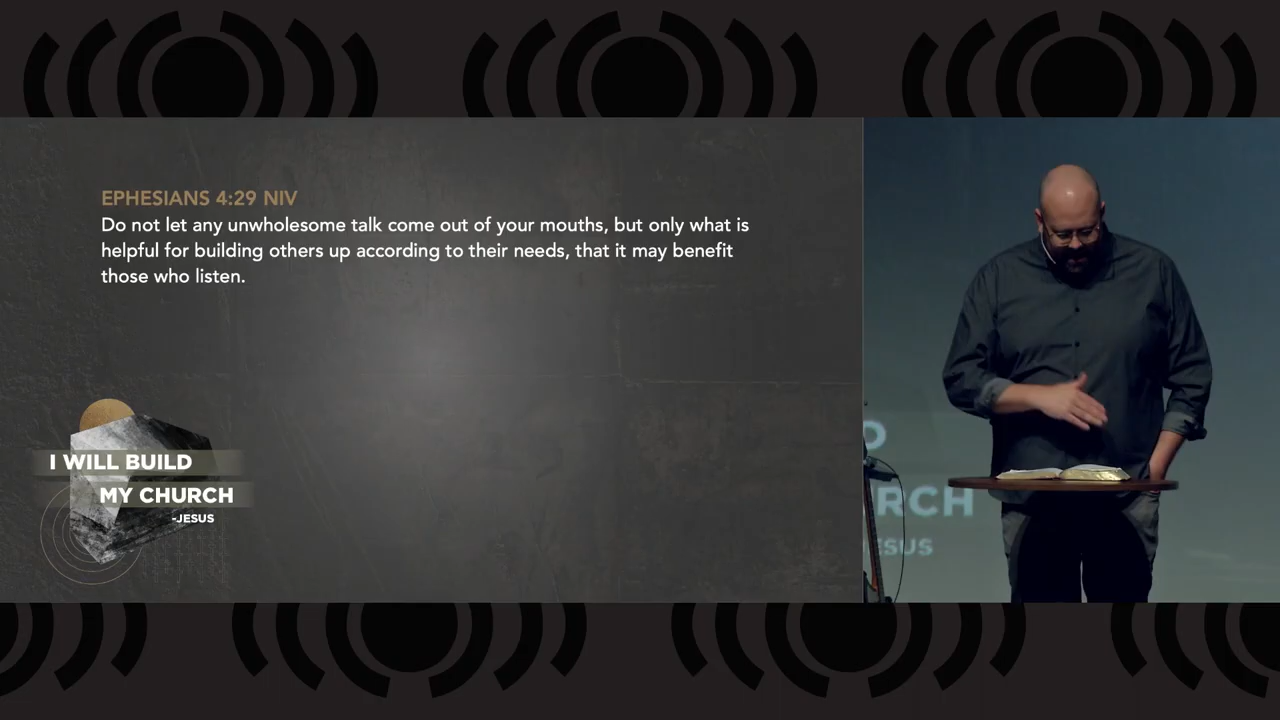 EPHESIANS 4:29 NIV
Do not let any unwholesome talk come out of your mouths, but only what is
helpful for building others up according to their needs, that it may benefit
those who listen.
I WILL BUILD
MY CHURCH
-JESUS
O
RCH
ESUS